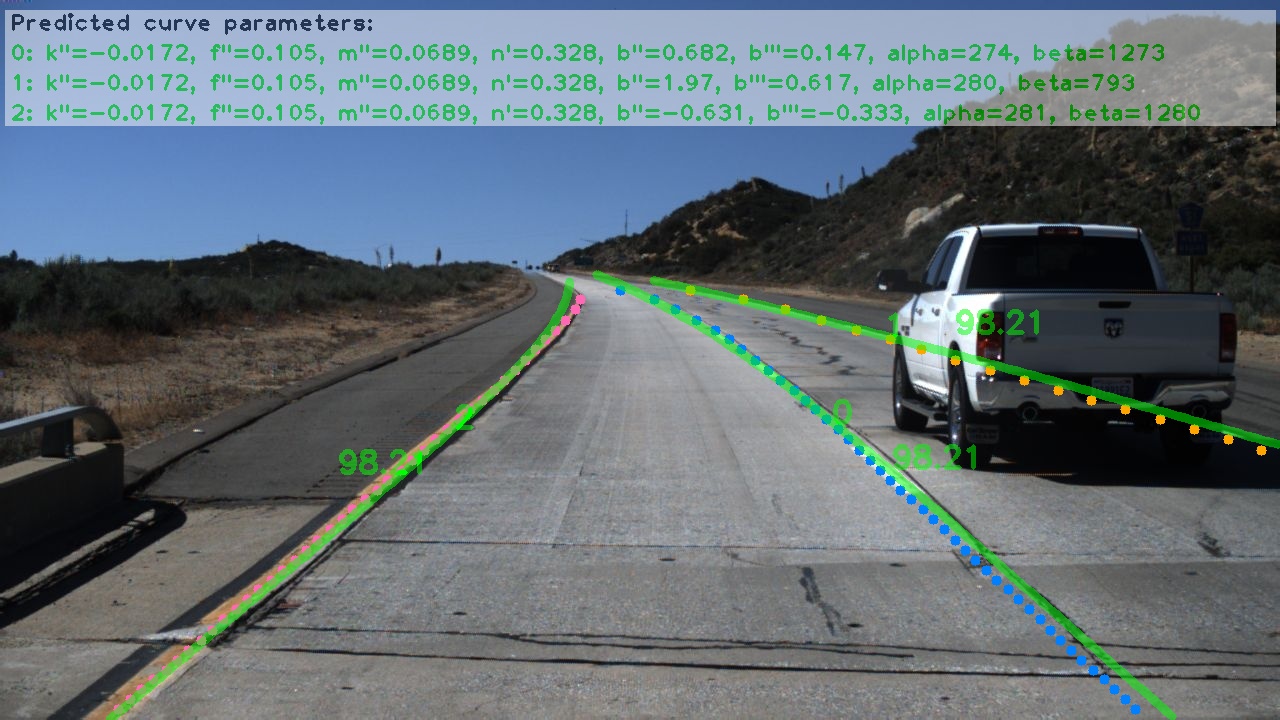 Predicted curve parameters:
0: k"=-0.0172, f"=0.105, m"=0.0689, n'=0.328, b"=0.682, b'''=0.147, alpha=274, beta=1273
1: k"=-0.0172, f"=0.105, m"=0.0689, n'=0.328, b"=1.97, b'''=0.617, alpha=280, beta=793
2: k"=-0.0172, f"=0.105, m"=0.0689, n'=0.328, b"=-0.631, b'''=-0.333, alpha=281, beta=1280
1 98.21
0
2
98.21
98.21